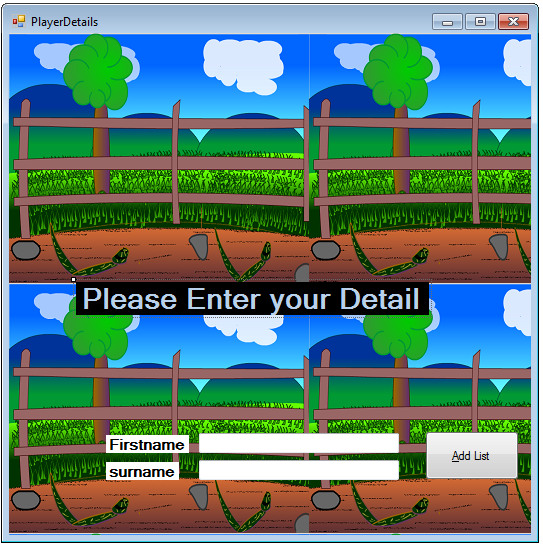 PlayerDetails
Please Enter your Detail
Firstname
surname
Add List